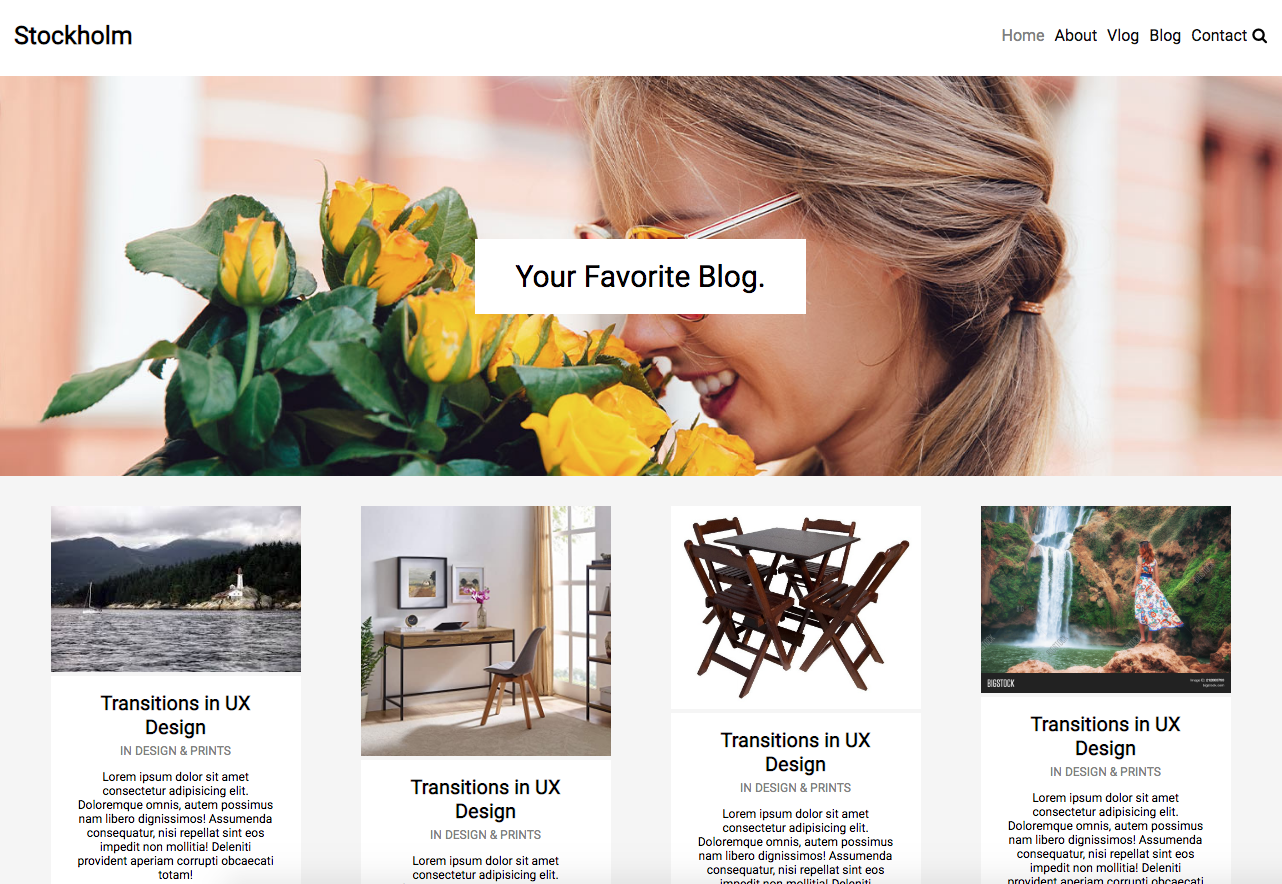 Stockholm
Home About Vlog Blog Contact
Your Favorite Blog.
Transitions in UX
Design
IN DESIGN & PRINTS
Lorem ipsum dolor sit amet
consectetur adipisicing elit.
Doloremque omnis, autem possimus
nam libero dignissimos! Assumenda
consequatur, nisi repellat sint eos
impedit non mollitia! Deleniti
provident aperiam corrupti obcaecati
totam!
Transitions in UX
Design
IN DESIGN & PRINTS
Lorem ipsum dolor sit amet
consectetur adipisicing elit.
Transitions in UX
Design
IN DESIGN & PRINTS
Lorem ipsum dolor sit amet
consectetur adipisicing elit.
Doloremque omnis, autem possimus
nam libero dignissimos! Assumenda
consequatur, nisi repellat sint eos
impedit non mollitia! Deleniti
BIGSTOCK
Transitions in UX
Design
IN DESIGN & PRINTS
Lorem ipsum dolor sit amet
consectetur adipisicing elit.
Doloremque omnis, autem possimus
nam libero dignissimos! Assumenda
consequatur, nisi repellat sint eos
impedit non mollitia! Deleniti
provident aperiam corrupti obcaecati